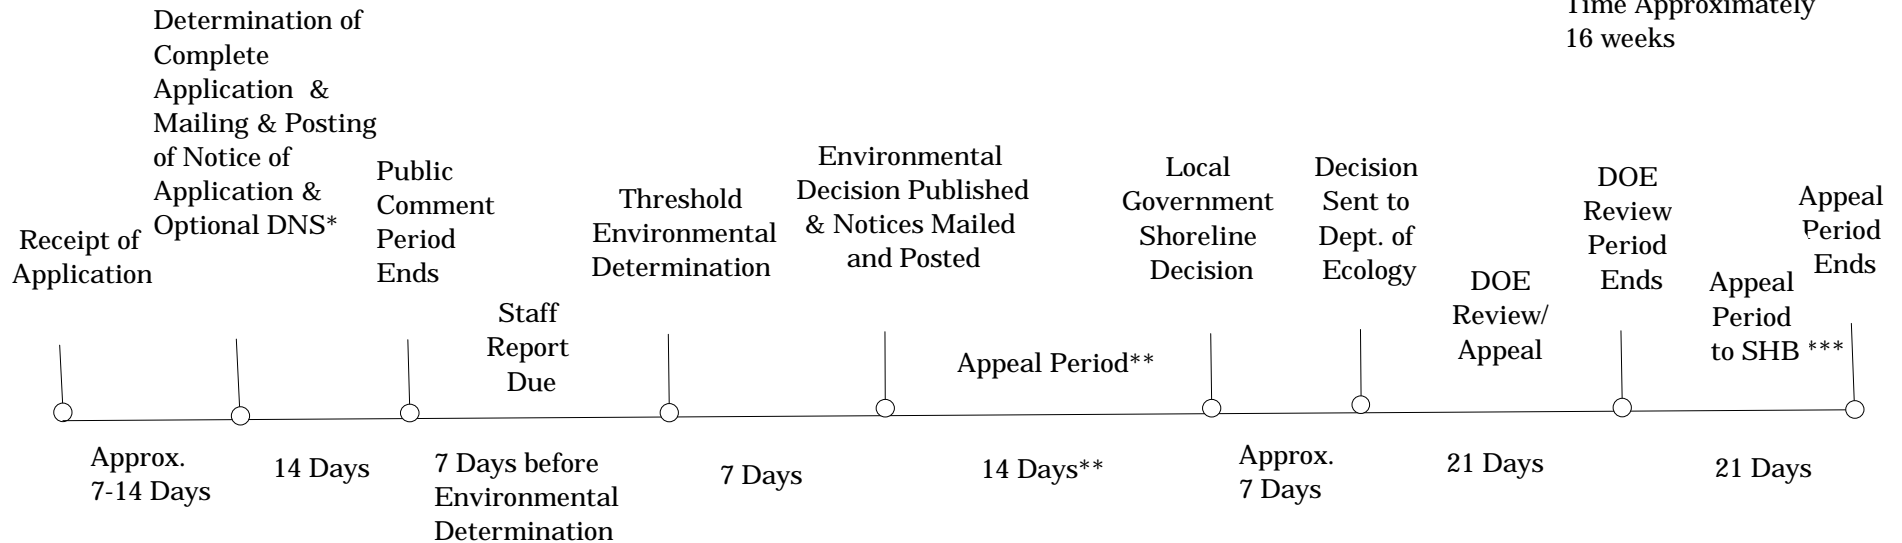 Time Approximately
16 weeks
Determination of
Complete
Application &
Mailing & Posting
of Notice of
Application &
Optional DNS*
Receipt of
Application
Public
Comment
Period
Ends
Staff
Report
Due
Threshold
Environmental
Determination
Environmental
Decision Published
& Notices Mailed
and Posted
Appeal Period**
Local
Government
Shoreline
Decision
Decision
Sent to
Dept. of
Ecology
DOE
Review/
Appeal
DOE
Review
Period
Ends
Appeal
Period
to SHB ***
Appeal
Period
Ends
Approx.
7-14 Days
14 Days
7 Days before
Environmental
Determination
7 Days
14 Days**
Approx.
7 Days
21 Days
21 Days